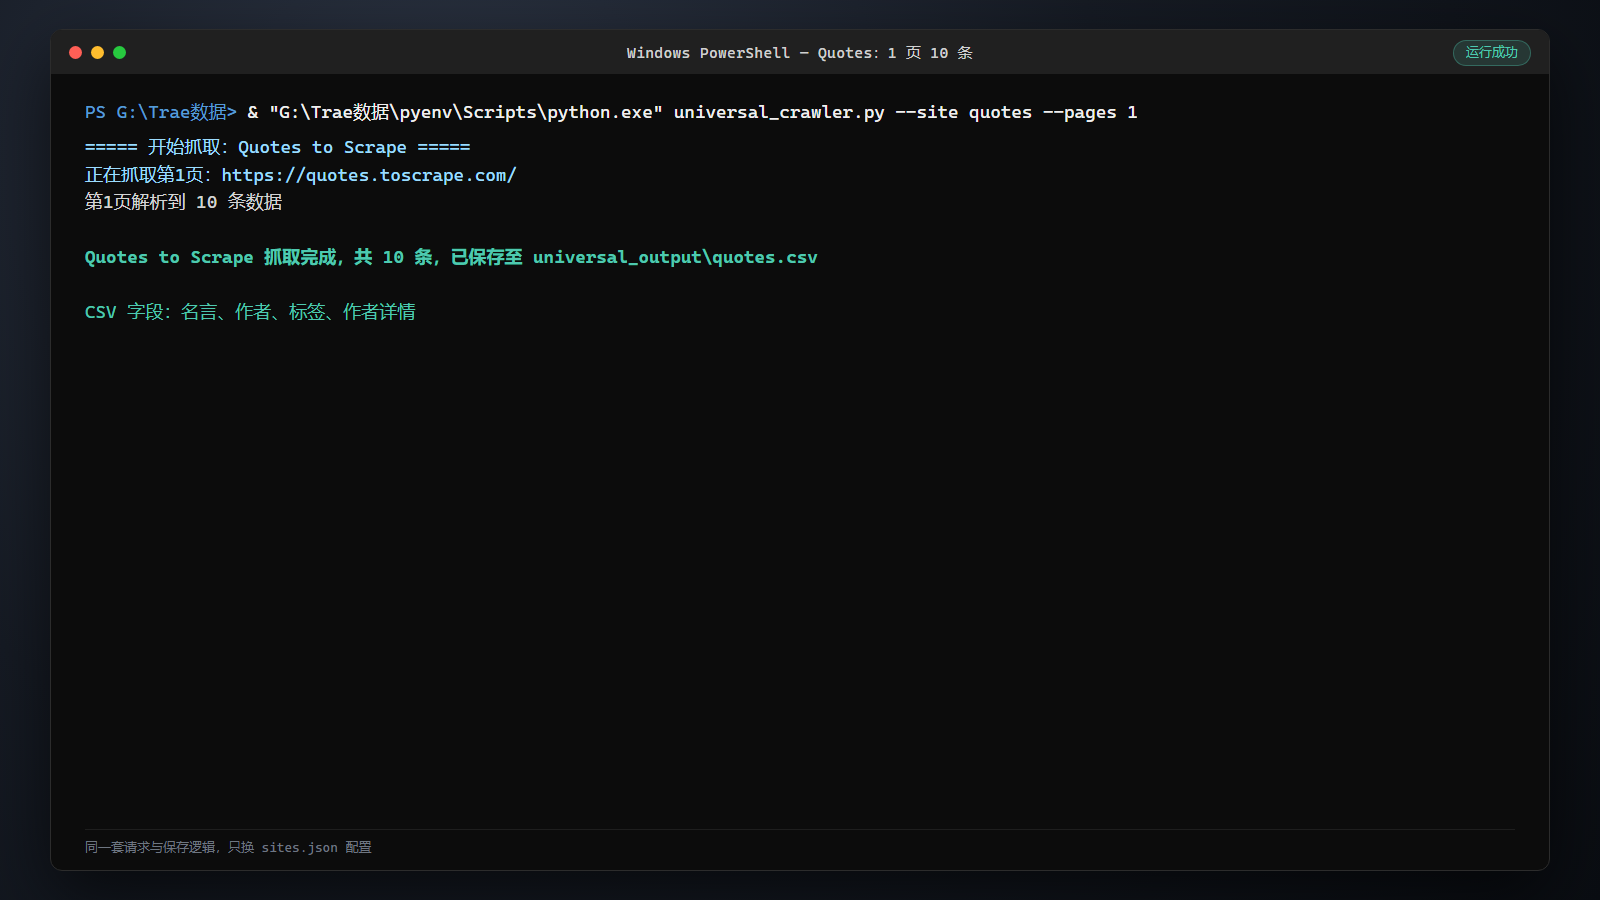 Windows PowerShell — Quotes: 1 页 10 条
运行成功
PS G:\Trae数据> & "G:\Trae数据\pyenv\Scripts\python.exe" universal_crawler.py --site quotes --pages 1
===== 开始抓取：Quotes to Scrape =====
正在抓取第1页：https://quotes.toscrape.com/
第1页解析到 10 条数据
Quotes to Scrape 抓取完成，共 10 条，已保存至 universal_output\quotes.csv
CSV 字段：名言、作者、标签、作者详情
同一套请求与保存逻辑，只换 sites.json 配置